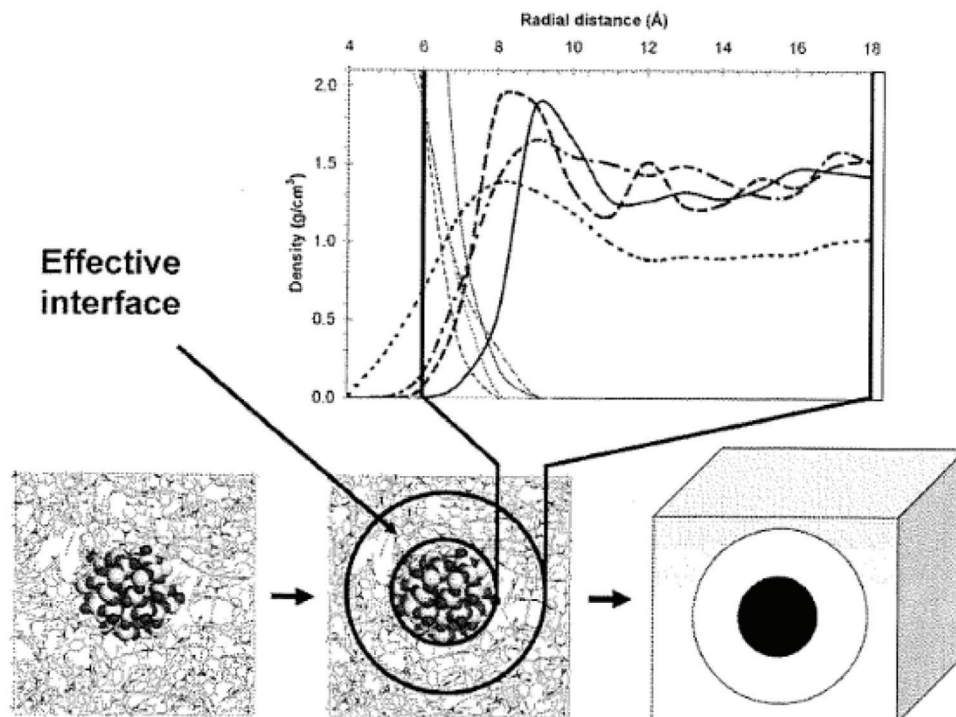 Radial distance (Å)
4 6 8 10 12 14 16 18
2.0
1.5
1.0
0.5
0.0
Density (g/cm³)
Effective
interface